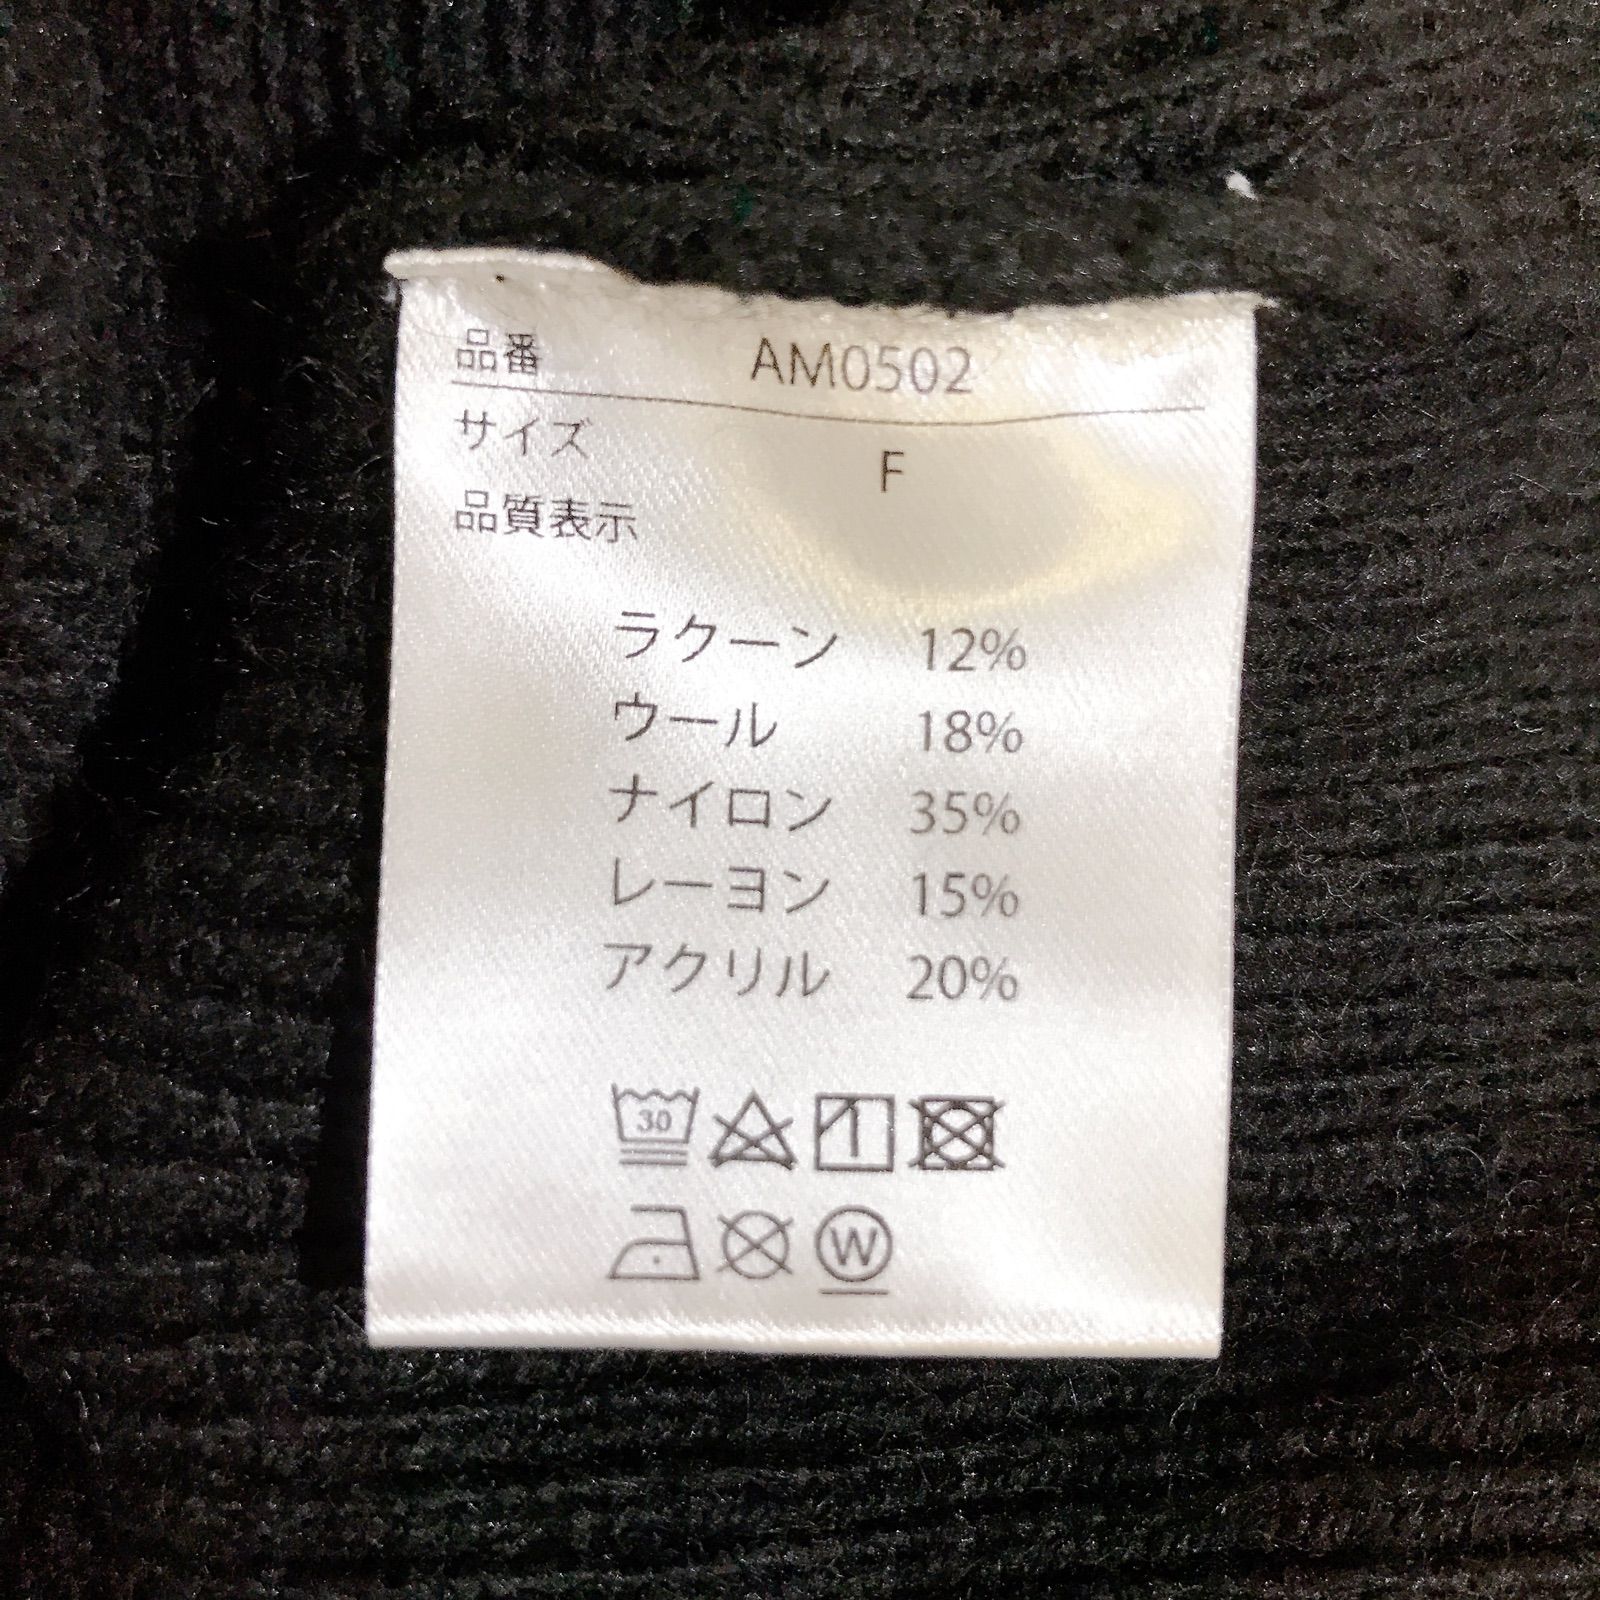 品番 AM0502
サイズ F
品質表示
ラクーン 12%
ウール 18%
ナイロン 35%
レーヨン 15%
アクリル 20%
30
W